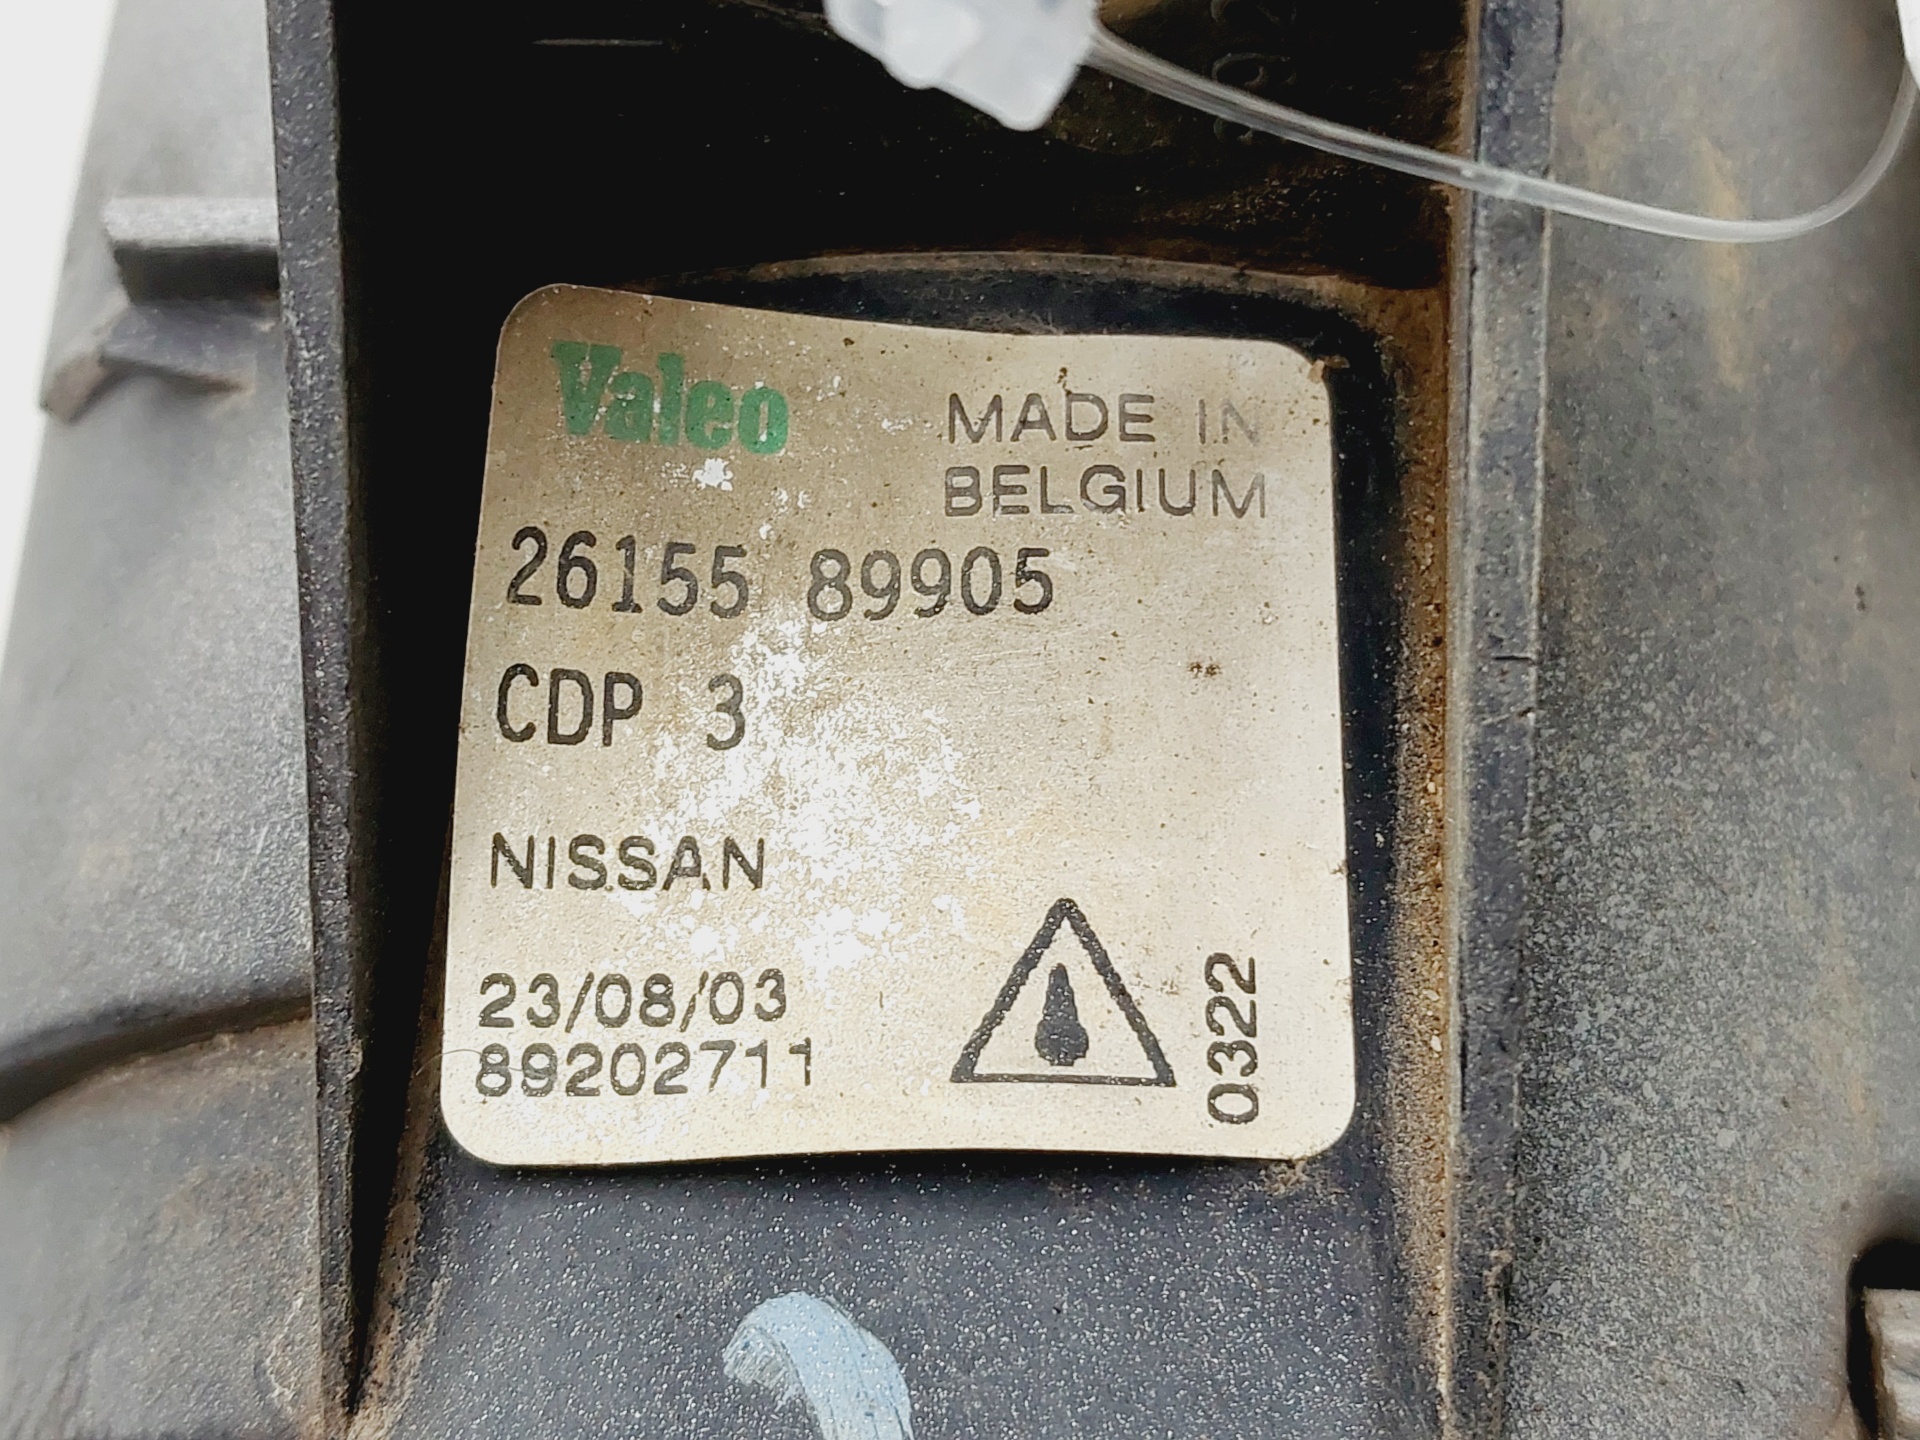 Valeo
MADE IN
BELGIUM
26155 89905
CDP 3
NISSAN
23/08/03
89202711
0322